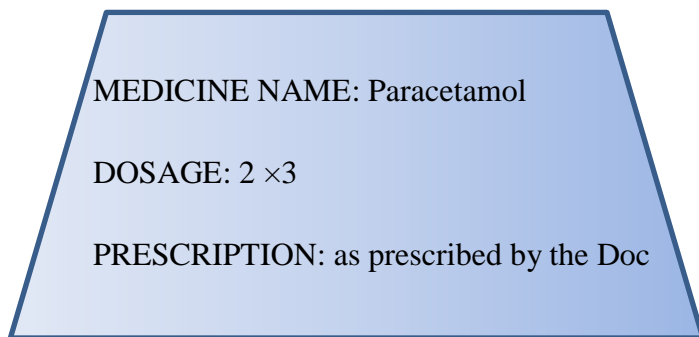 MEDICINE NAME: Paracetamol
DOSAGE: 2 ×3
PRESCRIPTION: as prescribed by the Doc